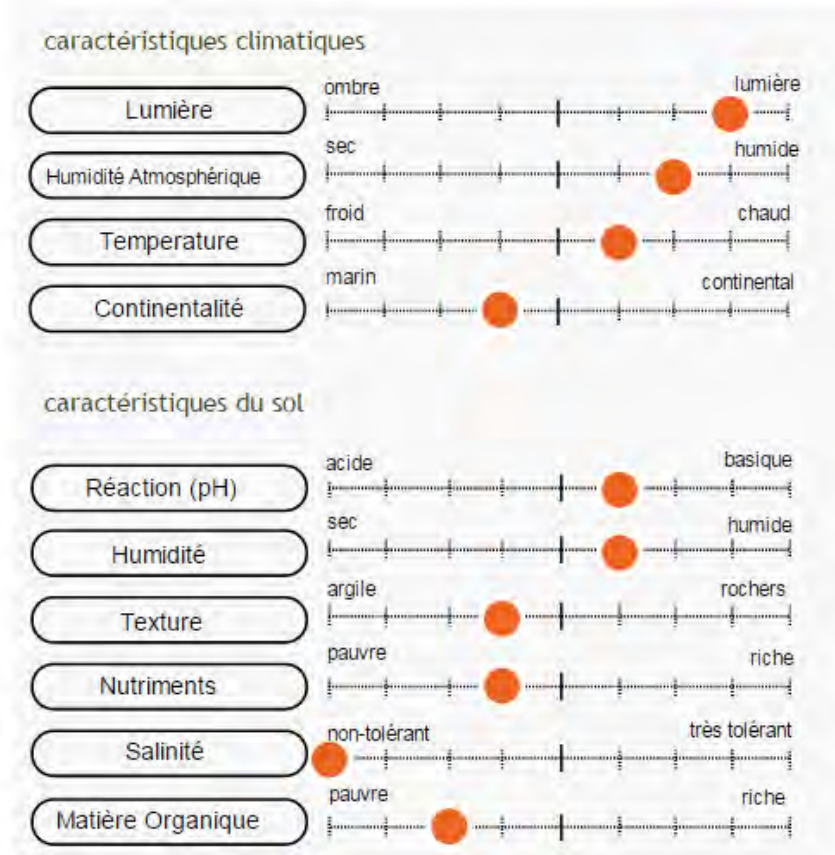 caractéristiques climatiques
ombre lumière
Lumière
sec humide
Humidité Atmosphérique
froid chaud
Temperature
marin continental
Continentalité
caractéristiques du sol
acide basique
Réaction (pH)
sec humide
Humidité
argile rochers
Texture
pauvre riche
Nutriments
non-tolérant très tolérant
Salinité
pauvre riche
Matière Organique